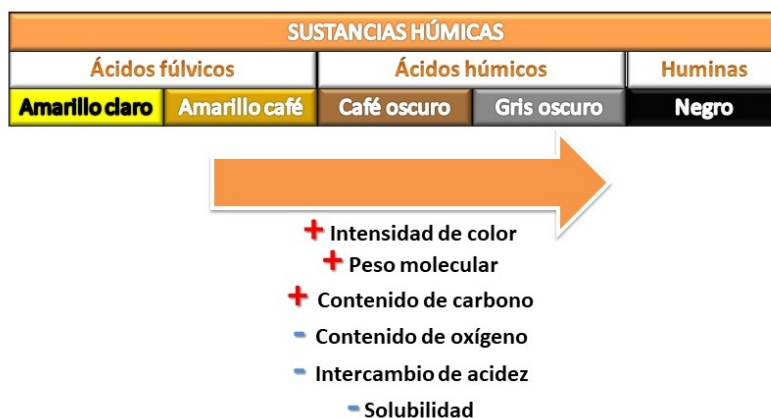 SUSTANCIAS HÚMICAS
Ácidos fúlvicos Ácidos húmicos Huminas
Amarillo claro Amarillo café Café oscuro Gris oscuro Negro
+ Intensidad de color
+ Peso molecular
+ Contenido de carbono
- Contenido de oxígeno
- Intercambio de acidez
- Solubilidad